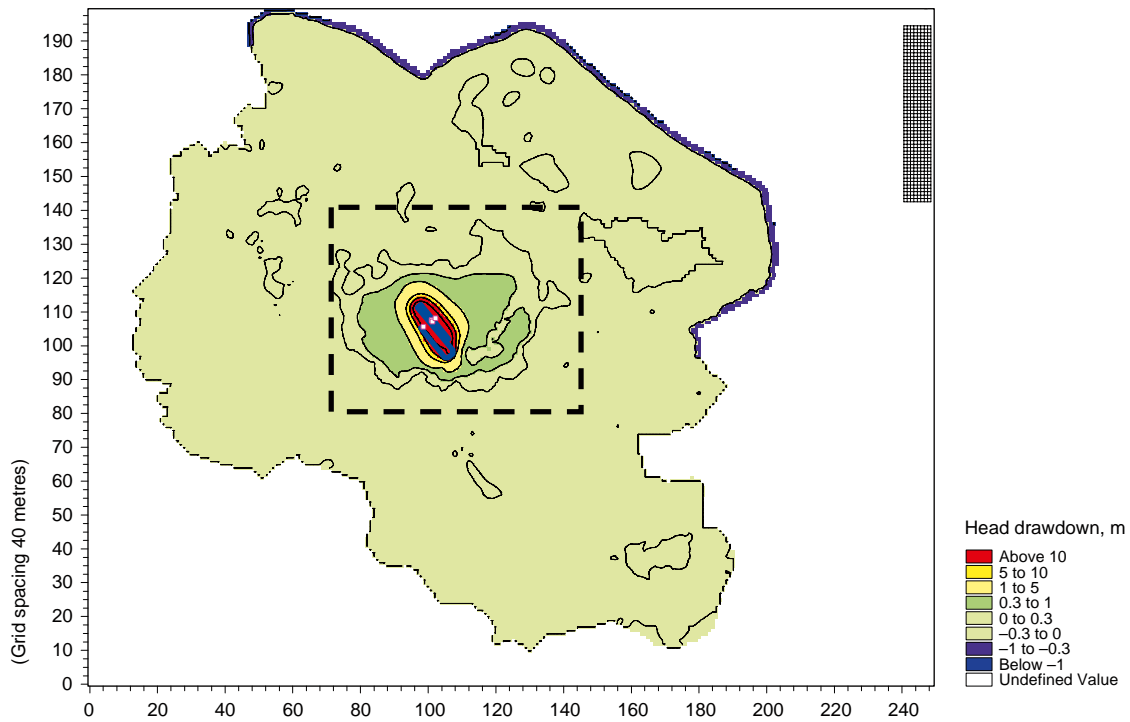 190
180
170
160
150
140
130
120
110
100
90
80
70
60
50
40
30
20
10
0
(Grid spacing 40 metres)
0 20 40 60 80 100 120 140 160 180 200 220 240
Head drawdown, m
Above 10
5 to 10
1 to 5
0.3 to 1
0 to 0.3
–0.3 to 0
–1 to –0.3
Below –1
Undefined Value